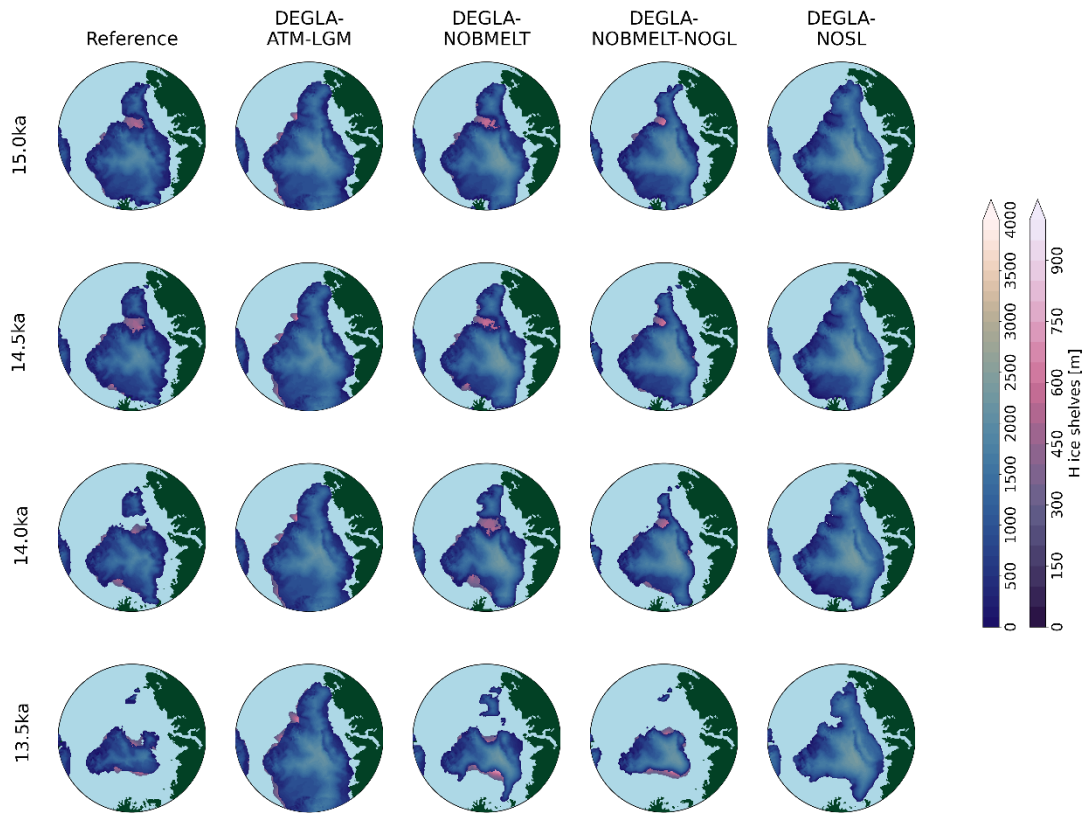 Reference
DEGLA-
ATM-LGM
DEGLA-
NOBMELT
DEGLA-
NOBMELT-NOGL
DEGLA-
NOSL
15.0ka
14.5ka
14.0ka
13.5ka
0
500
1000
1500
2000
2500
3000
3500
4000
0
150
300
450
600
750
900
H ice shelves [m]